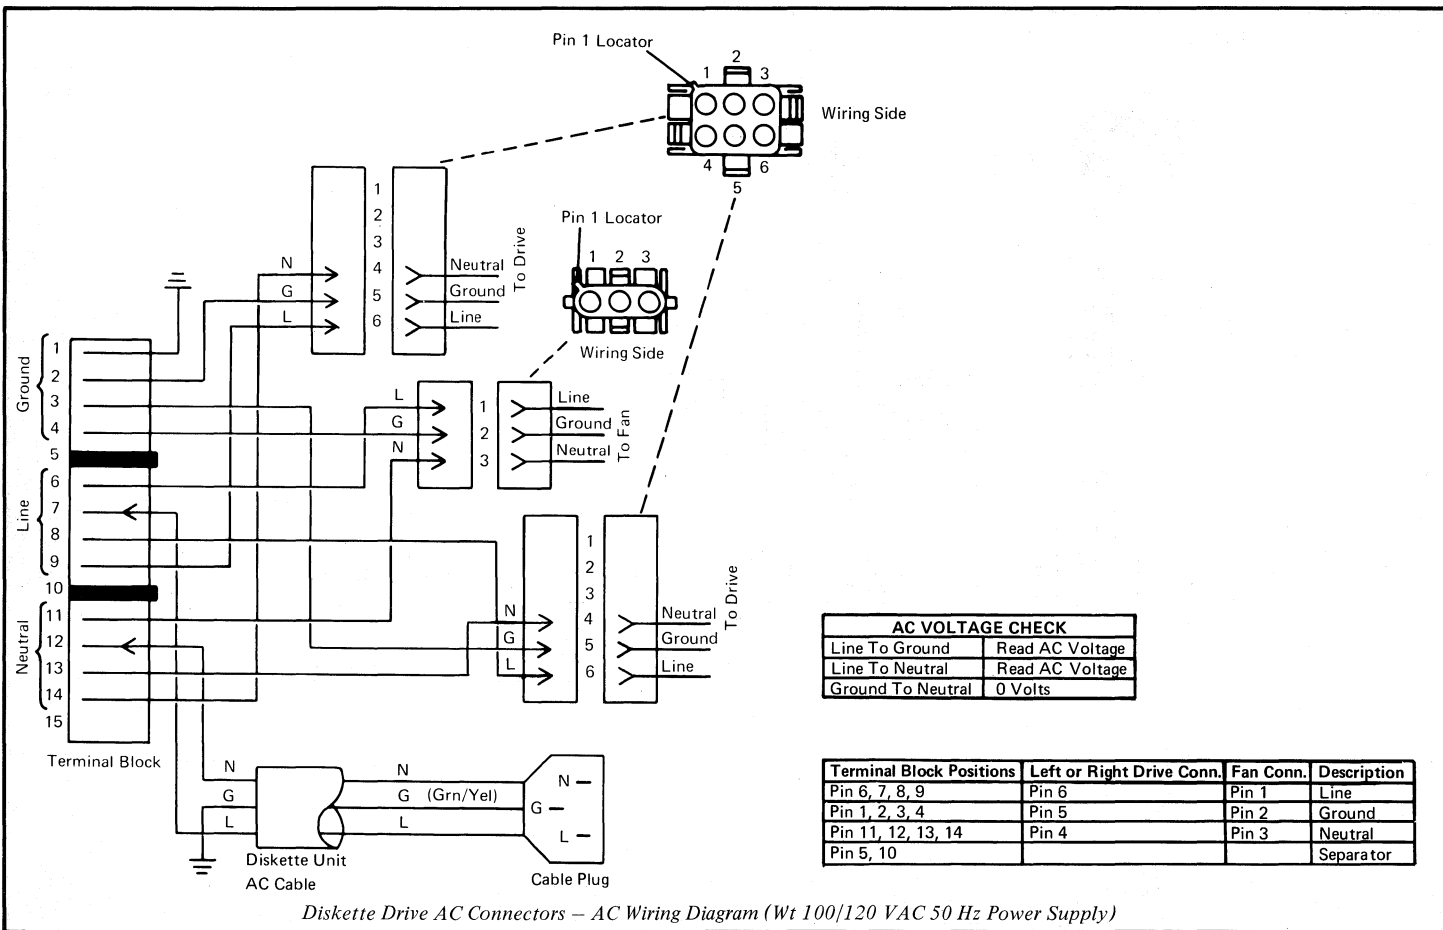 Pin 1 Locator
1 2 3
Wiring Side
4 5 6
Pin 1 Locator
1 2 3
Wiring Side
1
2
3
N 4 Neutral
G 5 Ground
L 6 Line
To Drive
L 1 Line
G 2 Ground
N 3 Neutral
To Fan
1
2
3
N 4 Neutral
G 5 Ground
L 6 Line
To Drive
Ground
1
2
3
4
5
Line
6
7
8
9
10
Neutral
11
12
13
14
15
Terminal Block
N N N
G G (Grn/Yel) G
L L L
Diskette Unit
AC Cable
Cable Plug
AC VOLTAGE CHECK
Line To Ground Read AC Voltage
Line To Neutral Read AC Voltage
Ground To Neutral 0 Volts
Terminal Block Positions Left or Right Drive Conn. Fan Conn. Description
Pin 6, 7, 8, 9 Pin 6 Pin 1 Line
Pin 1, 2, 3, 4 Pin 5 Pin 2 Ground
Pin 11, 12, 13, 14 Pin 4 Pin 3 Neutral
Pin 5, 10 Separator
Diskette Drive AC Connectors – AC Wiring Diagram (Wt 100/120 VAC 50 Hz Power Supply)